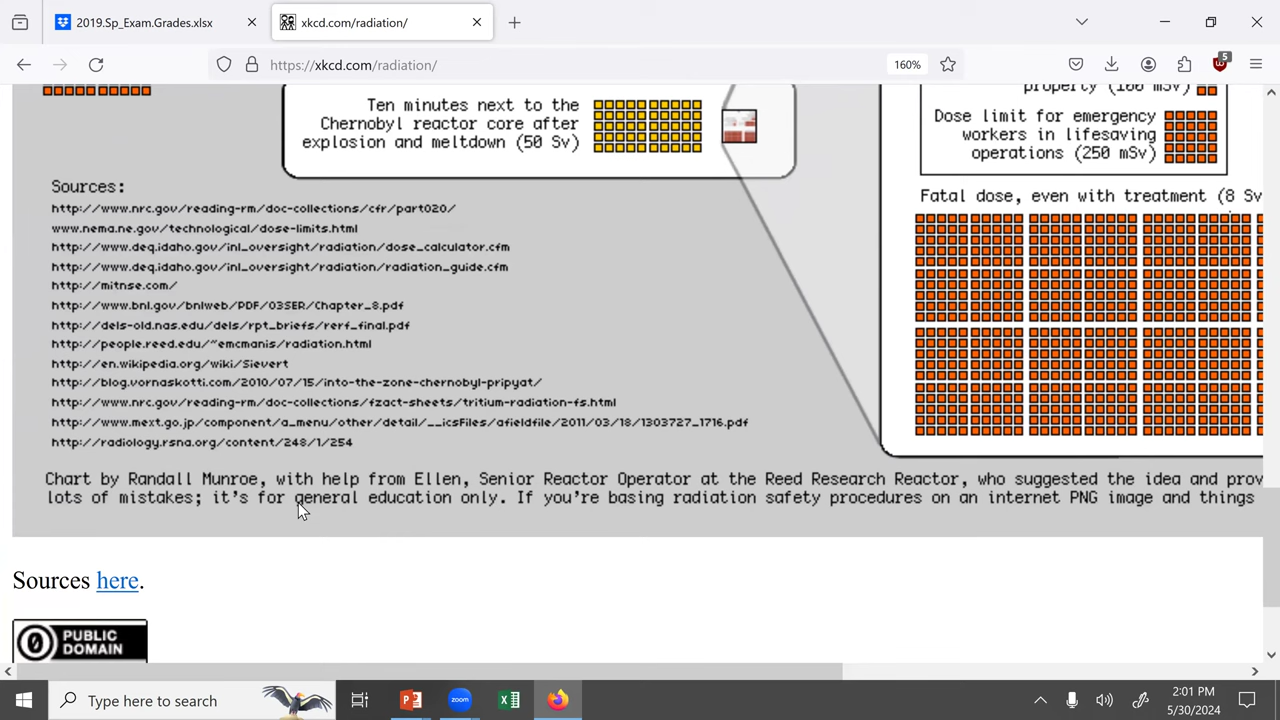 2019.Sp_Exam.Grades.xlsx
xkcd.com/radiation/
https://xkcd.com/radiation/
160%
5
Ten minutes next to the
Chernobyl reactor core after
explosion and meltdown (50 Sv)
property (100 mSv)
Dose limit for emergency
workers in lifesaving
operations (250 mSv)
Fatal dose, even with treatment (8 Sv
Sources:
http://www.nrc.gov/reading-rm/doc-collections/cfr/part020/
www.nema.ne.gov/technological/dose-limits.html
http://www.deq.idaho.gov/inl_oversight/radiation/dose_calculator.cfm
http://www.deq.idaho.gov/inl_oversight/radiation/radiation_guide.cfm
http://mitnse.com/
http://www.bnl.gov/bnlweb/PDF/03SER/Chapter_8.pdf
http://dels-old.nas.edu/dels/rpt_briefs/rerf_final.pdf
http://people.reed.edu/~emcmanis/radiation.html
http://en.wikipedia.org/wiki/Sievert
http://blog.vornaskotti.com/2010/07/15/into-the-zone-chernobyl-pripyat/
http://www.nrc.gov/reading-rm/doc-collections/fzact-sheets/tritium-radiation-fs.html
http://www.mext.go.jp/component/a_menu/other/detail/__icsFiles/afieldfile/2011/03/18/1303727_1716.pdf
http://radiology.rsna.org/content/248/1/254
Chart by Randall Munroe, with help from Ellen, Senior Reactor Operator at the Reed Research Reactor, who suggested the idea and prov
lots of mistakes; it's for general education only. If you're basing radiation safety procedures on an internet PNG image and things
Sources here.
PUBLIC
DOMAIN
Type here to search
zoom
2:01 PM
5/30/2024